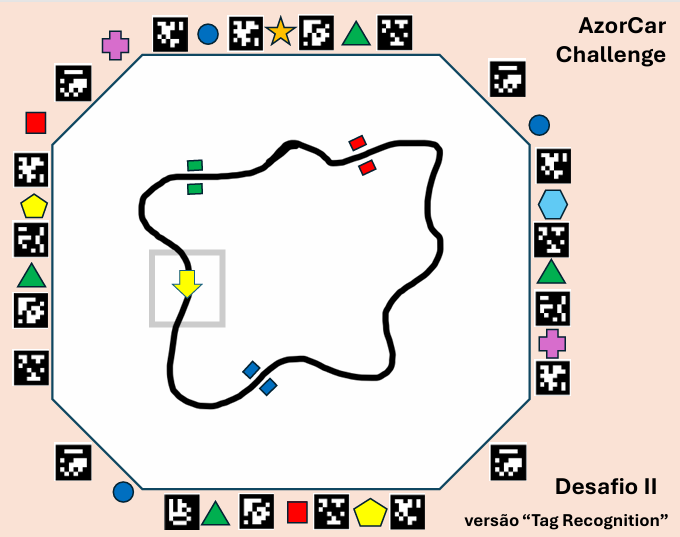 AzorCar
Challenge
Desafio II
versão “Tag Recognition”